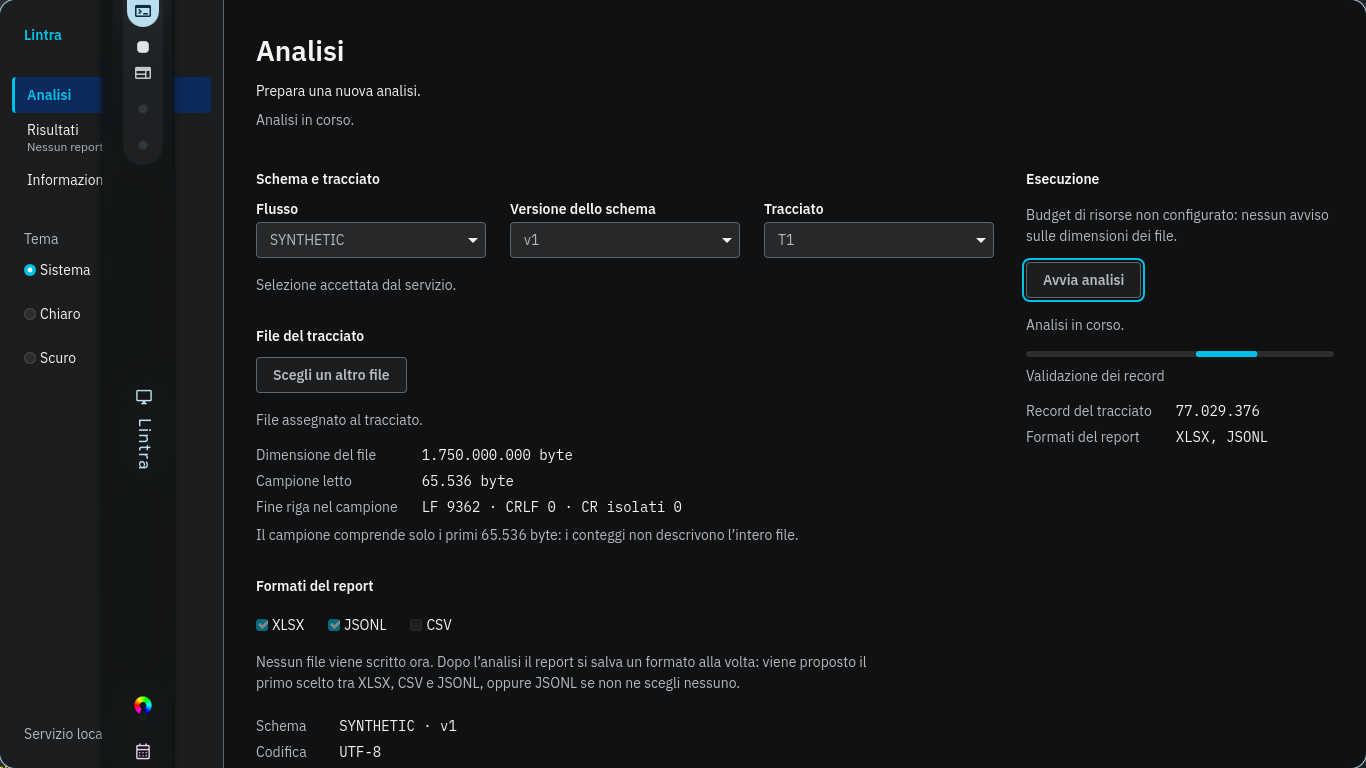 Lintra
Analisi
Risultati
Nessun report
Informazion
Tema
Sistema
Chiaro
Scuro
Lintra
Servizio loca
Analisi
Prepara una nuova analisi.
Analisi in corso.
Schema e tracciato
Flusso Versione dello schema Tracciato
SYNTHETIC v1 T1
Selezione accettata dal servizio.
File del tracciato
Scegli un altro file
File assegnato al tracciato.
Dimensione del file 1.750.000.000 byte
Campione letto 65.536 byte
Fine riga nel campione LF 9362 · CRLF 0 · CR isolati 0
Il campione comprende solo i primi 65.536 byte: i conteggi non descrivono l’intero file.
Formati del report
XLSX JSONL CSV
Nessun file viene scritto ora. Dopo l’analisi il report si salva un formato alla volta: viene proposto il
primo scelto tra XLSX, CSV e JSONL, oppure JSONL se non ne scegli nessuno.
Schema SYNTHETIC · v1
Codifica UTF-8
Esecuzione
Budget di risorse non configurato: nessun avviso
sulle dimensioni dei file.
Avvia analisi
Analisi in corso.
Validazione dei record
Record del tracciato 77.029.376
Formati del report XLSX, JSONL